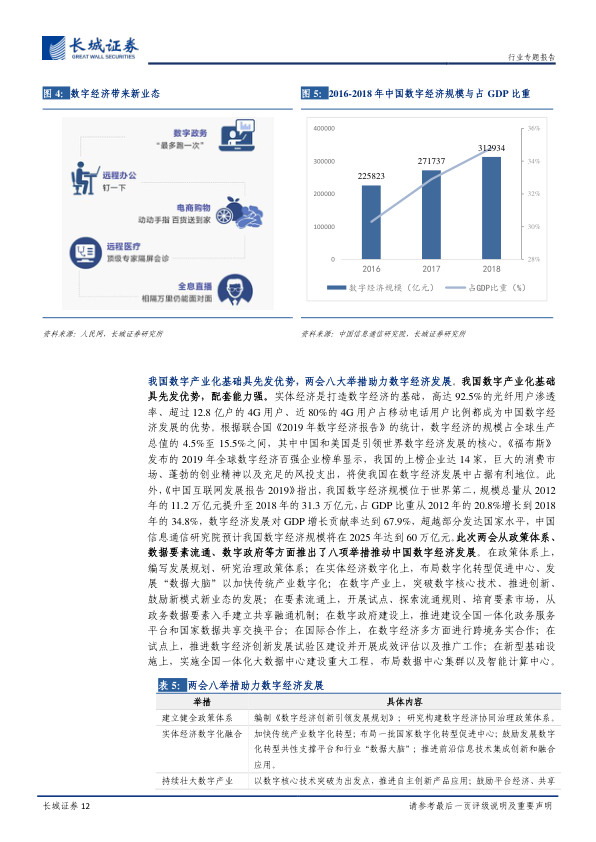 长城证券
GREAT WALL SECURITIES
行业专题报告
图 4: 数字经济带来新业态
数字政务
“最多跑一次”
远程办公
钉一下
电商购物
动动手指 百货送到家
远程医疗
顶级专家隔屏会诊
全息直播
相隔万里仍能面对面
资料来源：人民网，长城证券研究所
图 5: 2016-2018 年中国数字经济规模与占 GDP 比重
400000
300000
200000
100000
0
36%
34%
32%
30%
28%
225823
271737
312934
2016 2017 2018
数字经济规模（亿元） 占GDP比重（%）
资料来源：中国信息通信研究院，长城证券研究所
我国数字产业化基础具先发优势，两会八大举措助力数字经济发展。我国数字产业化基础
具先发优势，配套能力强。实体经济是打造数字经济的基础，高达 92.5%的光纤用户渗透
率、超过 12.8 亿户的 4G 用户、近 80%的 4G 用户占移动电话用户比例都成为中国数字经
济发展的优势。根据联合国《2019 年数字经济报告》的统计，数字经济的规模占全球生产
总值的 4.5%至 15.5%之间，其中中国和美国是引领世界数字经济发展的核心。《福布斯》
发布的 2019 年全球数字经济百强企业榜单显示，我国的上榜企业达 14 家，巨大的消费市
场、蓬勃的创业精神以及充足的风投支出，将使我国在数字经济发展中占据有利地位。此
外，《中国互联网发展报告 2019》指出，我国数字经济规模位于世界第二，规模总量从 2012
年的 11.2 万亿元提升至 2018 年的 31.3 万亿元、占 GDP 比重从 2012 年的 20.8%增长到 2018
年的 34.8%，数字经济发展对 GDP 增长贡献率达到 67.9%，超越部分发达国家水平，中国
信息通信研究院预计我国数字经济规模将在 2025 年达到 60 万亿元。此次两会从政策体系、
数据要素流通、数字政府等方面推出了八项举措推动中国数字经济发展。在政策体系上，
编写发展规划、研究治理政策体系；在实体经济数字化上，布局数字化转型促进中心、发
展“数据大脑”以加快传统产业数字化；在数字产业上，突破数字核心技术、推进创新、
鼓励新模式新业态的发展；在要素流通上，开展试点、探索流通规则、培育要素市场，从
政务数据要素入手建立共享融通机制；在数字政府建设上，推进建设全国一体化政务服务
平台和国家数据共享交换平台；在国际合作上，在数字经济多方面进行跨境务实合作；在
试点上，推进数字经济创新发展试验区建设并开展成效评估以及推广工作；在新型基础设
施上，实施全国一体化大数据中心建设重大工程，布局数据中心集群以及智能计算中心。
表 5: 两会八举措助力数字经济发展
举措 具体内容
建立健全政策体系 编制《数字经济创新引领发展规划》；研究构建数字经济协同治理政策体系。
实体经济数字化融合 加快传统产业数字化转型；布局一批国家数字化转型促进中心；鼓励发展数字
化转型共性支撑平台和行业“数据大脑”；推进前沿信息技术集成创新和融合
应用。
持续壮大数字产业 以数字核心技术突破为出发点，推进自主创新产品应用；鼓励平台经济、共享
长城证券 12
请参考最后一页评级说明及重要声明